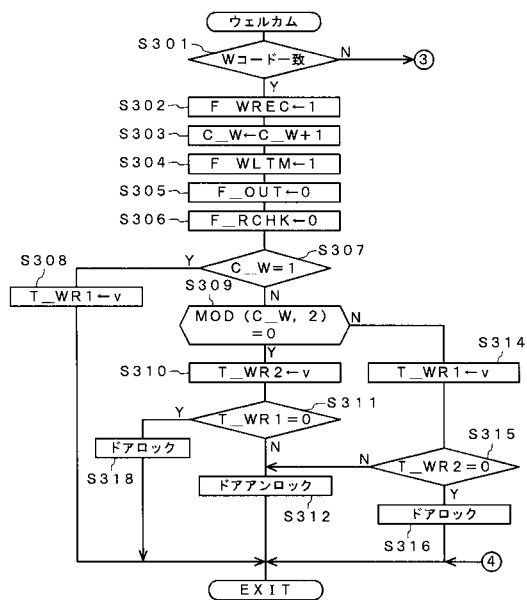 ウェルカム
S301
Wコード一致
N
③
Y
S302
F_WREC←1
S303
C_W←C_W+1
S304
F_WLTM←1
S305
F_OUT←0
S306
F_RCHK←0
S307
S308
Y
C_W=1
T_WR1←v
S309
N
MOD(C_W, 2)
=0
N
Y
S314
S310
T_WR2←v
T_WR1←v
S311
Y
T_WR1=0
S315
ドアロック
N
N
T_WR2=0
S318
ドアアンロック
Y
S312
ドアロック
S316
④
EXIT